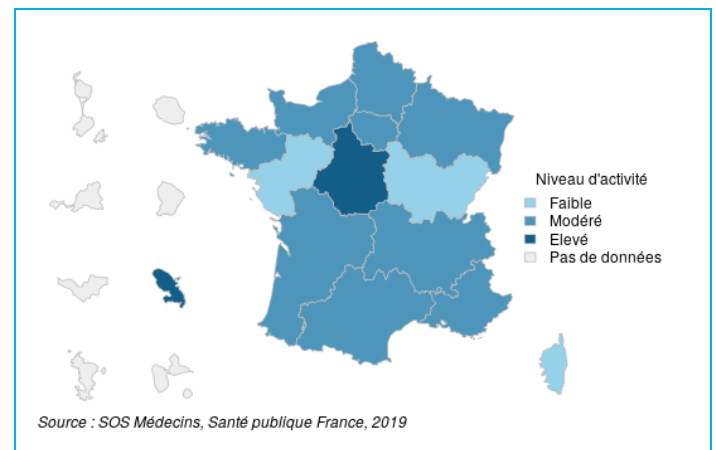 Niveau d'activité
Faible
Modéré
Elevé
Pas de données
Source : SOS Médecins, Santé publique France, 2019